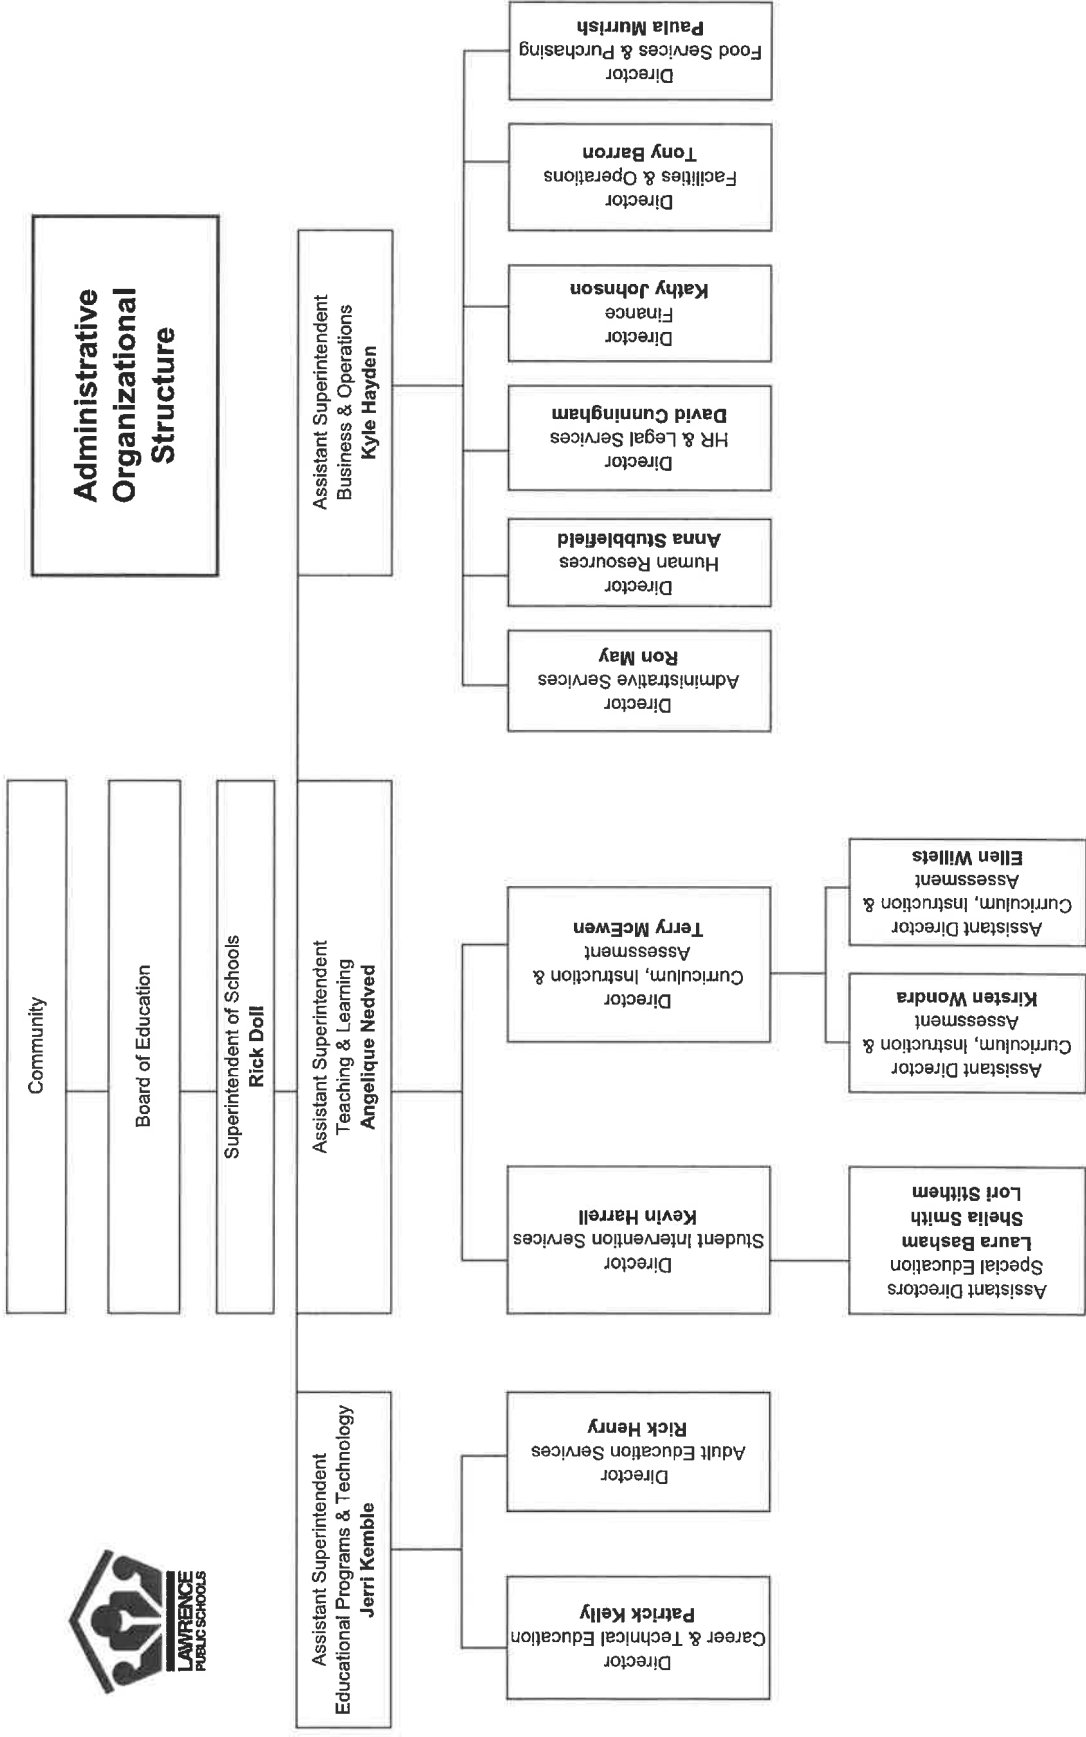 LAWRENCE
PUBLIC SCHOOLS
Administrative
Organizational
Structure
Community
Board of Education
Superintendent of Schools
Rick Doll
Assistant Superintendent
Educational Programs & Technology
Jerri Kemble
Assistant Superintendent
Teaching & Learning
Angelique Nedved
Assistant Superintendent
Business & Operations
Kyle Hayden
Director
Career & Technical Education
Patrick Kelly
Director
Adult Education Services
Rick Henry
Director
Student Intervention Services
Kevin Harrell
Director
Curriculum, Instruction &
Assessment
Terry McEwen
Director
Administrative Services
Ron May
Director
Human Resources
Anna Stubblefield
Director
HR & Legal Services
David Cunningham
Director
Finance
Kathy Johnson
Director
Facilities & Operations
Tony Barron
Director
Food Services & Purchasing
Paula Murrish
Assistant Directors
Special Education
Laura Basham
Shelia Smith
Lori Stithem
Assistant Director
Curriculum, Instruction &
Assessment
Kirsten Wondra
Assistant Director
Curriculum, Instruction &
Assessment
Ellen Willets